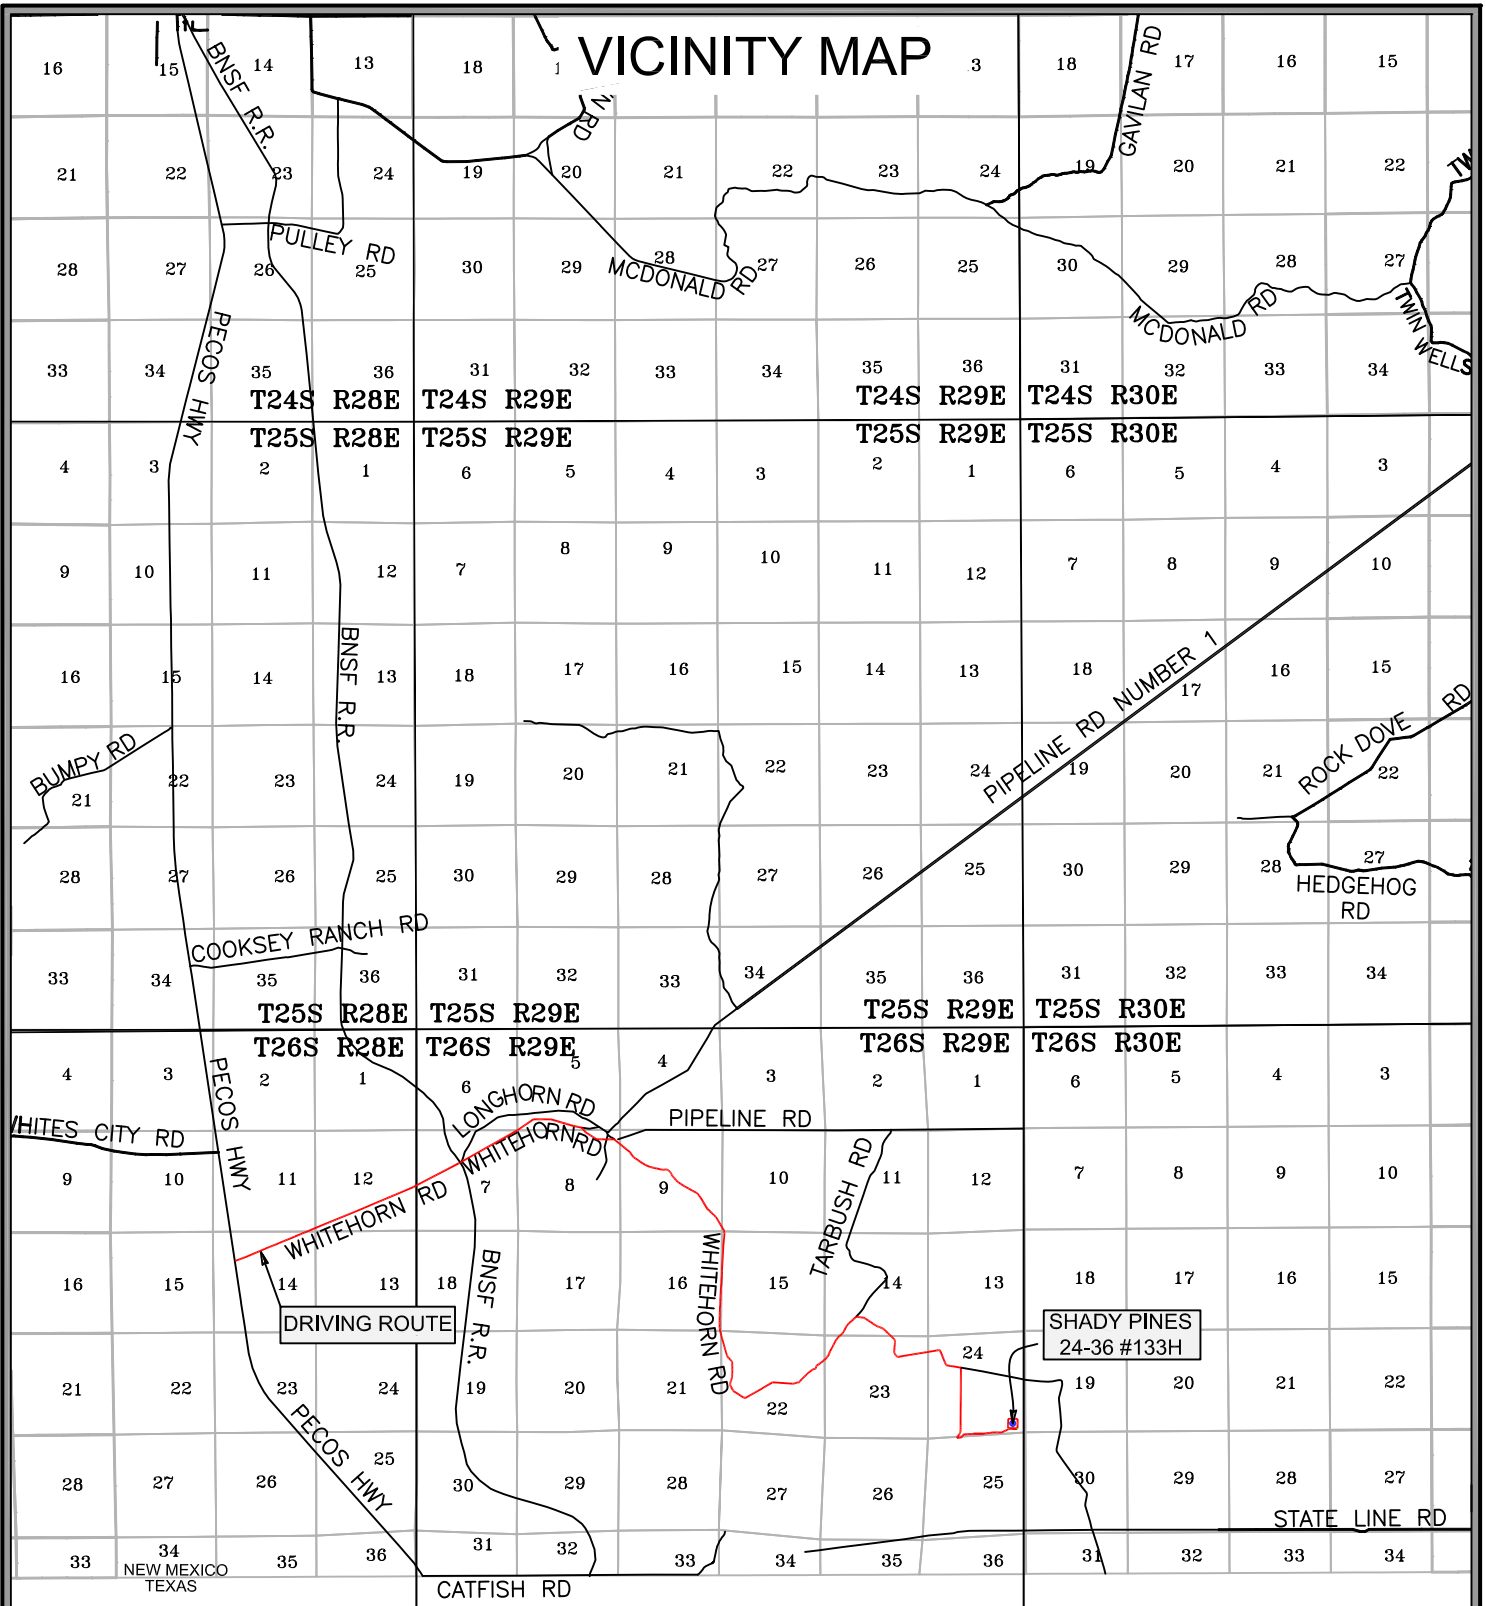 VICINITY MAP
16 15 14 13 18 3 18 17 16 15
BNSF R.R.
GAVILAN RD
RD
21 22 23 24 19 20 21 22 23 24 19 20 21 22
PULLEY RD
28 27 26 25 30 29 28 27 26 25 30 29 28 27
MCDONALD RD
MCDONALD RD
TWIN WELLS
PECOS HWY
33 34 35 36 31 32 33 34 35 36 31 32 33 34
T24S R28E T24S R29E T24S R29E T24S R30E
T25S R28E T25S R29E T25S R29E T25S R30E
4 3 2 1 6 5 4 3 2 1 6 5 4 3
9 10 11 12 7 8 9 10 11 12 7 8 9 10
BNSF R.R.
PIPELINE RD NUMBER 1
16 15 14 13 18 17 16 15 14 13 18 17 16 15
BUMPY RD
ROCK DOVE RD
21 22 23 24 19 20 21 22 23 24 19 20 21 22
28 27 26 25 30 29 28 27 26 25 30 29 28 27
HEDGEHOG
RD
COOKSEY RANCH RD
33 34 35 36 31 32 33 34 35 36 31 32 33 34
T25S R28E T25S R29E T25S R29E T25S R30E
T26S R28E T26S R29E T26S R29E T26S R30E
4 3 2 1 6 5 4 3 2 1 6 5 4 3
PECOS HWY
LONGHORN RD
PIPELINE RD
HITES CITY RD
WHITEHORN RD
9 10 11 12 7 8 9 10 11 12 7 8 9 10
WHITEHORN RD
TARBUSH RD
16 15 14 13 18 17 16 15 14 13 18 17 16 15
BNSF R.R.
WHITEHORN RD
DRIVING ROUTE
SHADY PINES
24-36 #133H
21 22 23 24 19 20 21 22 23 24 19 20 21 22
PECOS HWY
28 27 26 25 30 29 28 27 26 25 30 29 28 27
STATE LINE RD
33 34 35 36 31 32 33 34 35 36 31 32 33 34
NEW MEXICO
TEXAS
CATFISH RD